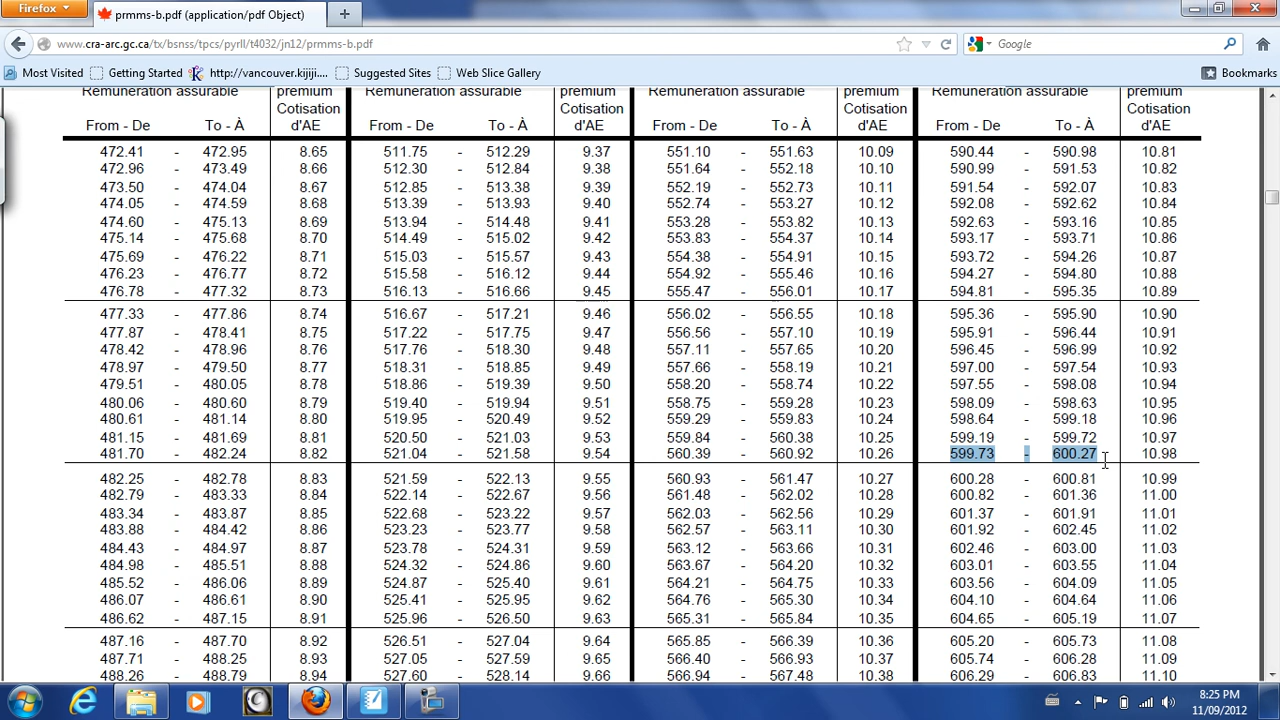 Firefox
prmms-b.pdf (application/pdf Object)
www.cra-arc.gc.ca/tx/bsnss/tpcs/pyrll/t4032/jn12/prmms-b.pdf
Google
Most Visited Getting Started http://vancouver.kijiji.... Suggested Sites Web Slice Gallery Bookmarks
Rémunération assurable premium Rémunération assurable premium Rémunération assurable premium Rémunération assurable premium
Cotisation Cotisation Cotisation Cotisation
From - De To - À d'AE From - De To - À d'AE From - De To - À d'AE From - De To - À d'AE
472.41 - 472.95 8.65 511.75 - 512.29 9.37 551.10 - 551.63 10.09 590.44 - 590.98 10.81
472.96 - 473.49 8.66 512.30 - 512.84 9.38 551.64 - 552.18 10.10 590.99 - 591.53 10.82
473.50 - 474.04 8.67 512.85 - 513.38 9.39 552.19 - 552.73 10.11 591.54 - 592.07 10.83
474.05 - 474.59 8.68 513.39 - 513.93 9.40 552.74 - 553.27 10.12 592.08 - 592.62 10.84
474.60 - 475.13 8.69 513.94 - 514.48 9.41 553.28 - 553.82 10.13 592.63 - 593.16 10.85
475.14 - 475.68 8.70 514.49 - 515.02 9.42 553.83 - 554.37 10.14 593.17 - 593.71 10.86
475.69 - 476.22 8.71 515.03 - 515.57 9.43 554.38 - 554.91 10.15 593.72 - 594.26 10.87
476.23 - 476.77 8.72 515.58 - 516.12 9.44 554.92 - 555.46 10.16 594.27 - 594.80 10.88
476.78 - 477.32 8.73 516.13 - 516.66 9.45 555.47 - 556.01 10.17 594.81 - 595.35 10.89
477.33 - 477.86 8.74 516.67 - 517.21 9.46 556.02 - 556.55 10.18 595.36 - 595.90 10.90
477.87 - 478.41 8.75 517.22 - 517.75 9.47 556.56 - 557.10 10.19 595.91 - 596.44 10.91
478.42 - 478.96 8.76 517.76 - 518.30 9.48 557.11 - 557.65 10.20 596.45 - 596.99 10.92
478.97 - 479.50 8.77 518.31 - 518.85 9.49 557.66 - 558.19 10.21 597.00 - 597.54 10.93
479.51 - 480.05 8.78 518.86 - 519.39 9.50 558.20 - 558.74 10.22 597.55 - 598.08 10.94
480.06 - 480.60 8.79 519.40 - 519.94 9.51 558.75 - 559.28 10.23 598.09 - 598.63 10.95
480.61 - 481.14 8.80 519.95 - 520.49 9.52 559.29 - 559.83 10.24 598.64 - 599.18 10.96
481.15 - 481.69 8.81 520.50 - 521.03 9.53 559.84 - 560.38 10.25 599.19 - 599.72 10.97
481.70 - 482.24 8.82 521.04 - 521.58 9.54 560.39 - 560.92 10.26 599.73 - 600.27 10.98
482.25 - 482.78 8.83 521.59 - 522.13 9.55 560.93 - 561.47 10.27 600.28 - 600.81 10.99
482.79 - 483.33 8.84 522.14 - 522.67 9.56 561.48 - 562.02 10.28 600.82 - 601.36 11.00
483.34 - 483.87 8.85 522.68 - 523.22 9.57 562.03 - 562.56 10.29 601.37 - 601.91 11.01
483.88 - 484.42 8.86 523.23 - 523.77 9.58 562.57 - 563.11 10.30 601.92 - 602.45 11.02
484.43 - 484.97 8.87 523.78 - 524.31 9.59 563.12 - 563.66 10.31 602.46 - 603.00 11.03
484.98 - 485.51 8.88 524.32 - 524.86 9.60 563.67 - 564.20 10.32 603.01 - 603.55 11.04
485.52 - 486.06 8.89 524.87 - 525.40 9.61 564.21 - 564.75 10.33 603.56 - 604.09 11.05
486.07 - 486.61 8.90 525.41 - 525.95 9.62 564.76 - 565.30 10.34 604.10 - 604.64 11.06
486.62 - 487.15 8.91 525.96 - 526.50 9.63 565.31 - 565.84 10.35 604.65 - 605.19 11.07
487.16 - 487.70 8.92 526.51 - 527.04 9.64 565.85 - 566.39 10.36 605.20 - 605.73 11.08
487.71 - 488.25 8.93 527.05 - 527.59 9.65 566.40 - 566.93 10.37 605.74 - 606.28 11.09
488.26 - 488.79 8.94 527.60 - 528.14 9.66 566.94 - 567.48 10.38 606.29 - 606.83 11.10
8:25 PM
11/09/2012